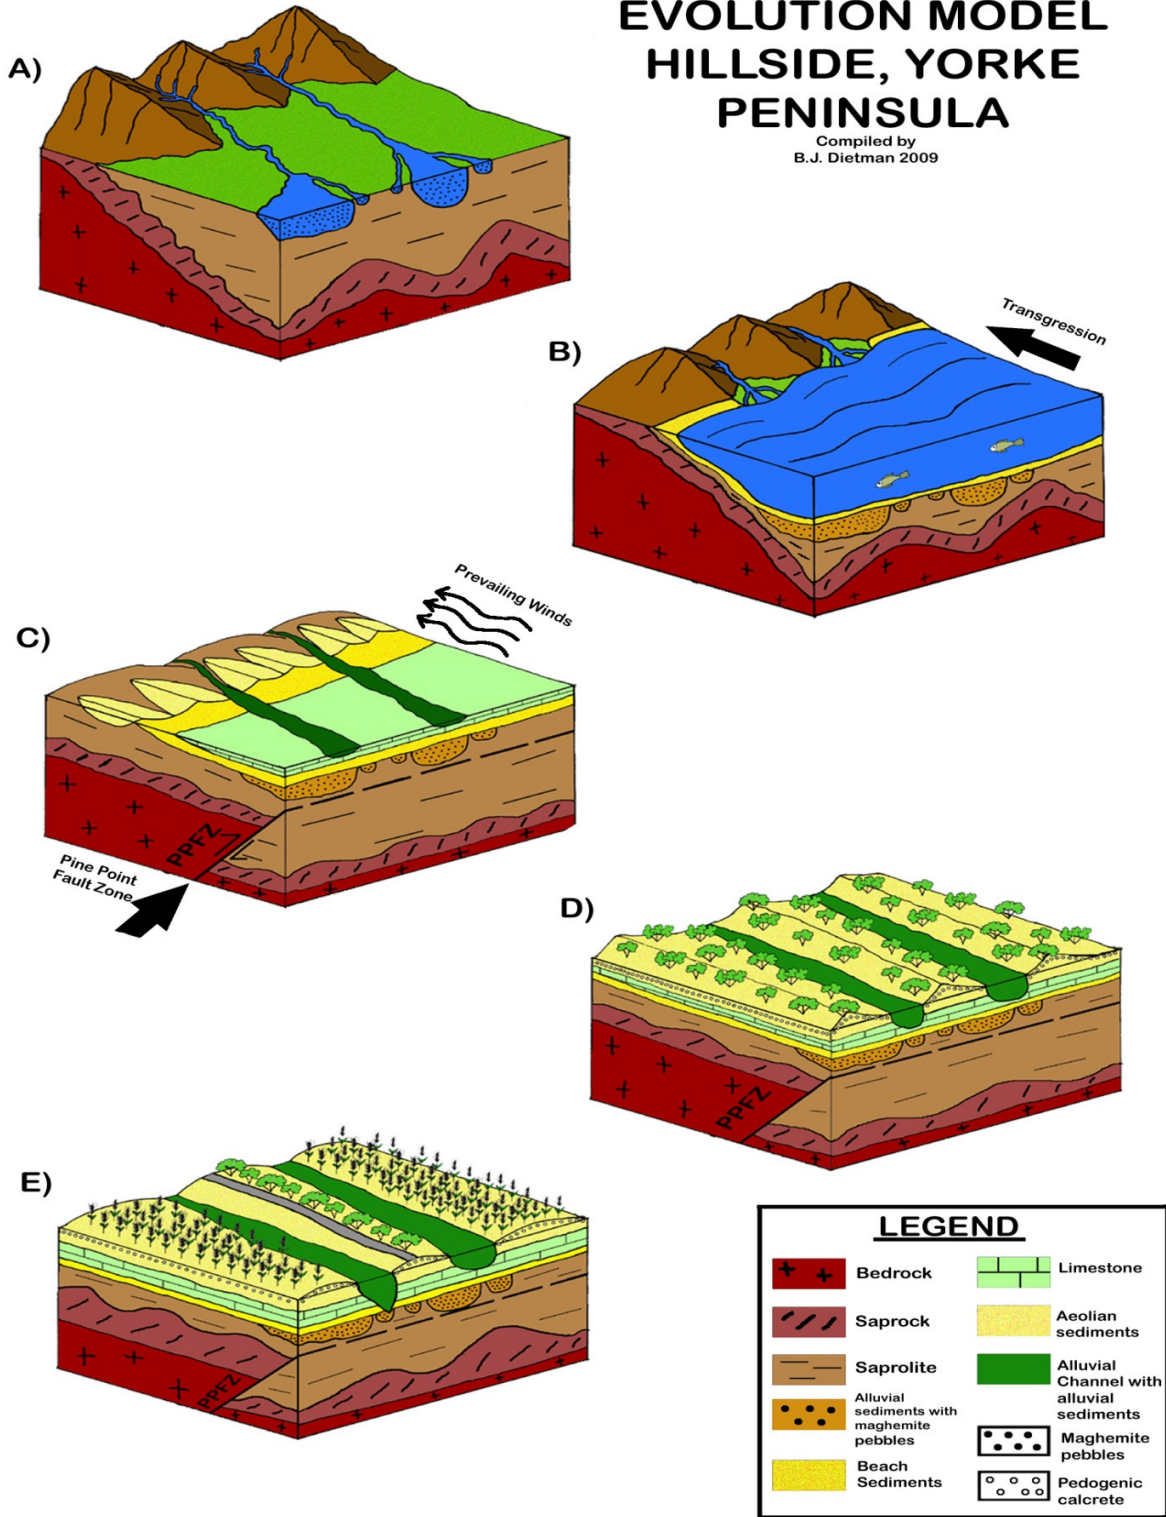 EVOLUTION MODEL
HILLSIDE, YORKE
PENINSULA
Compiled by
B.J. Dietman 2009
A)
B)
Transgression
C)
Prevailing Winds
PPFZ
Pine Point
Fault Zone
D)
PPFZ
E)
PPFZ
LEGEND
Bedrock
Saprock
Saprolite
Alluvial
sediments with
maghemite
pebbles
Beach
Sediments
Limestone
Aeolian
sediments
Alluvial
Channel with
alluvial
sediments
Maghemite
pebbles
Pedogenic
calcrete